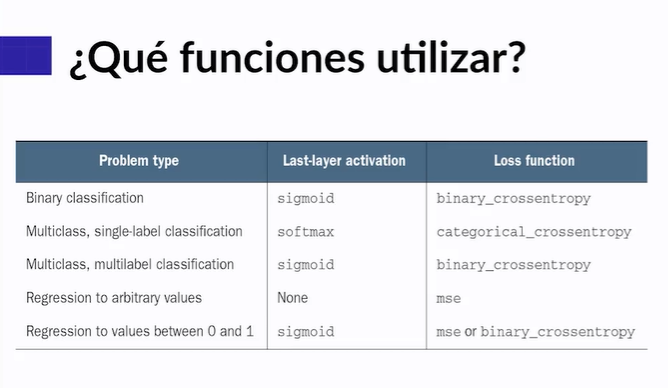 ¿Qué funciones utilizar?
Problem type Last-layer activation Loss function
Binary classification sigmoid binary_crossentropy
Multiclass, single-label classification softmax categorical_crossentropy
Multiclass, multilabel classification sigmoid binary_crossentropy
Regression to arbitrary values None mse
Regression to values between 0 and 1 sigmoid mse or binary_crossentropy